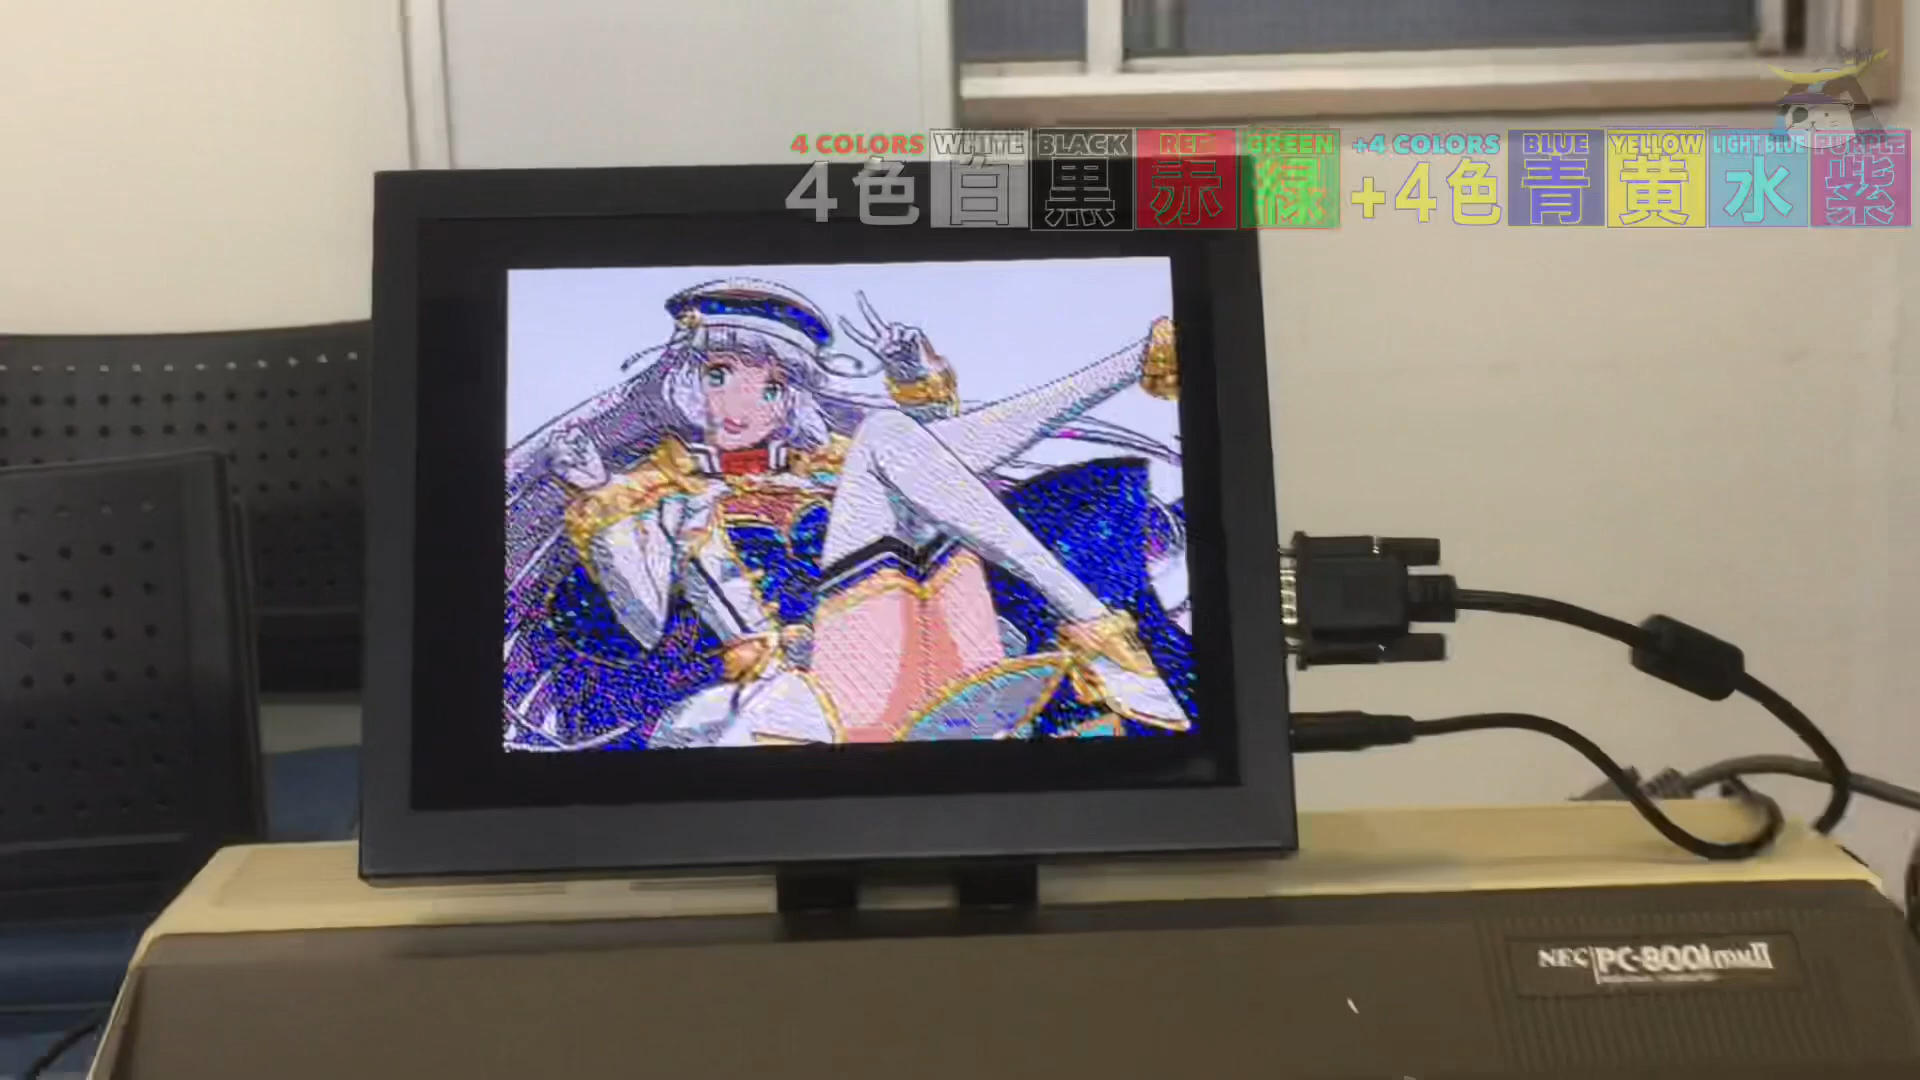 4 COLORS WHITE BLACK RED GREEN +4 COLORS BLUE YELLOW LIGHT BLUE PURPLE
4色 白 黒 赤 緑 +4色 青 黄 水 紫
NEC PC-8001mkII